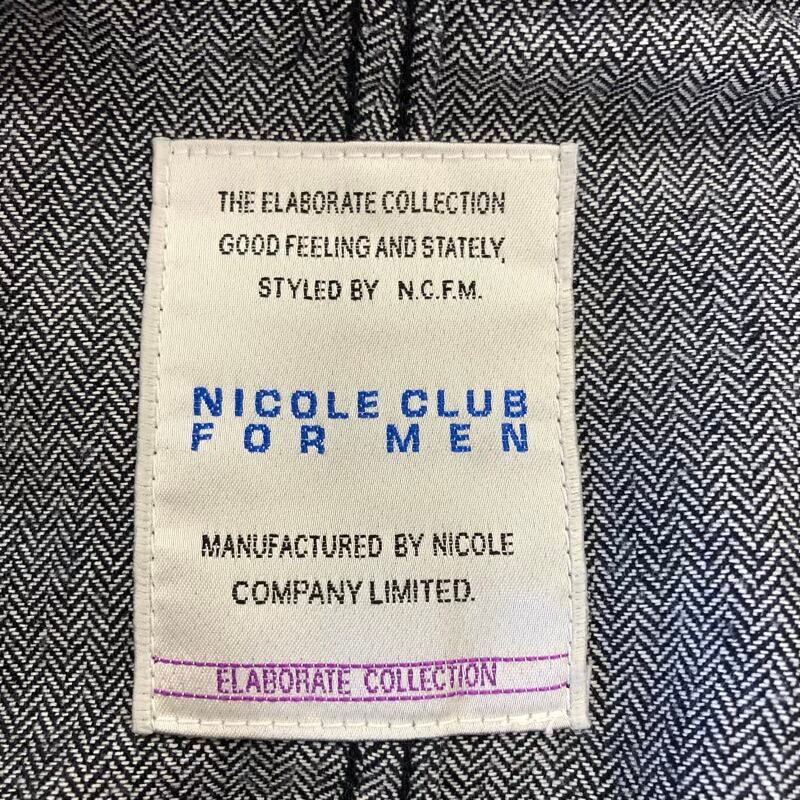 THE ELABORATE COLLECTION
GOOD FEELING AND STATELY,
STYLED BY N.C.F.M.
NICOLE CLUB
FOR MEN
MANUFACTURED BY NICOLE
COMPANY LIMITED.
ELABORATE COLLECTION